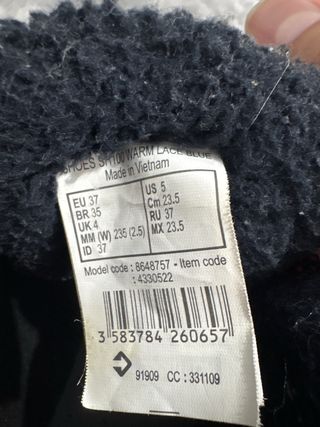 SHOES SH100 WARM LACE BLUE
Made in Vietnam
EU 37
BR 35
UK 4
MM (W) 235 (2.5)
ID 37
US 5
Cm 23.5
RU 37
MX 23.5
Model code : 8648757 - Item code
: 4330522
3 583784 260657
91909 CC : 331109